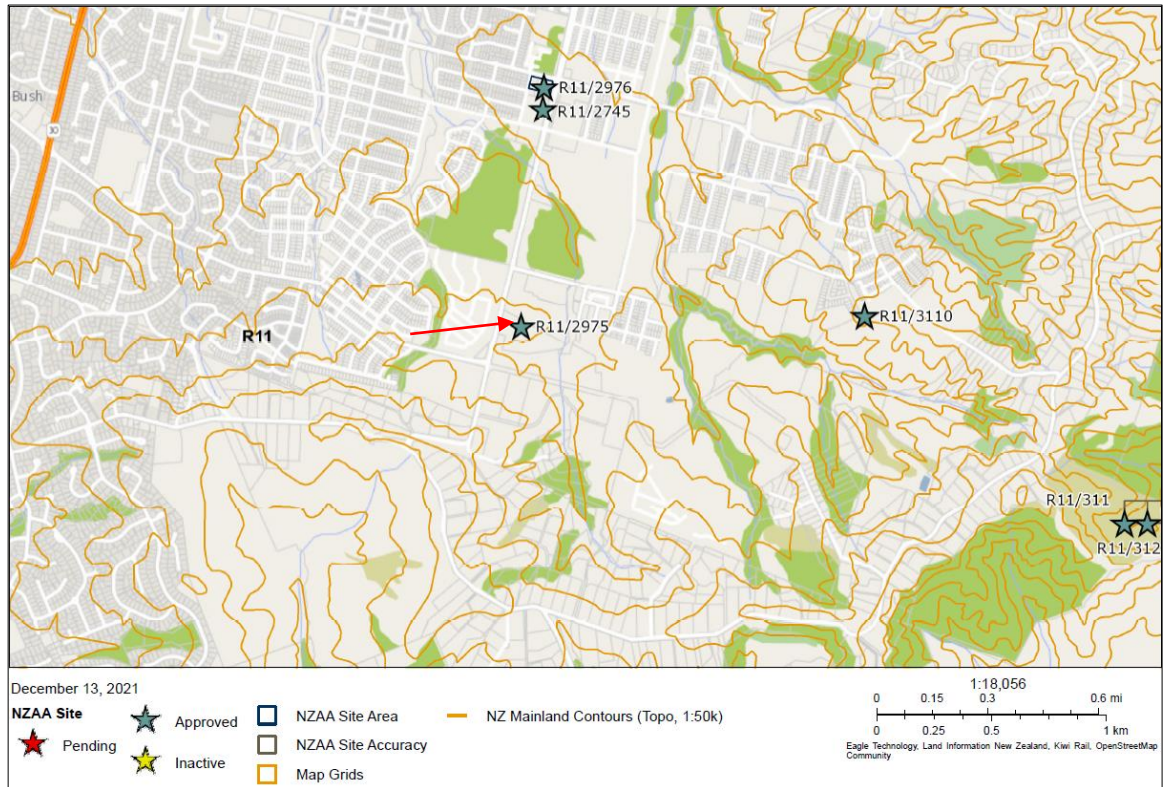 Bush
30
R11/2976
R11/2745
R11/2975
R11/3110
R11
R11/311
R11/312
December 13, 2021
NZAA Site
Pending
Approved
Inactive
NZAA Site Area
NZAA Site Accuracy
Map Grids
NZ Mainland Contours (Topo, 1:50k)
1:18,056
0 0.15 0.3 0.6 mi
0 0.25 0.5 1 km
Eagle Technology, Land Information New Zealand, Kiwi Rail, OpenStreetMap
Community